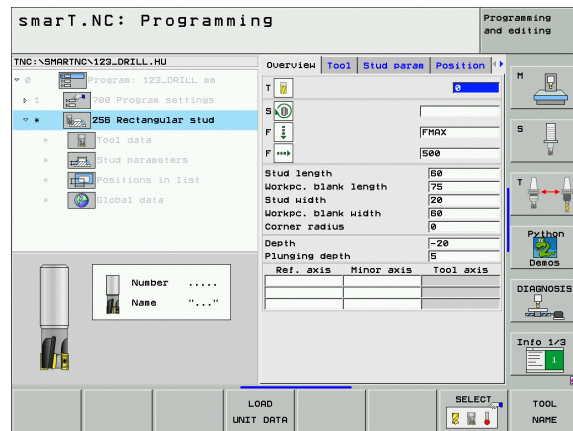 smarT.NC: Programming
Programming and editing
TNC:\SMARTNC\123_DRILL.HU
0 Program: 123_DRILL mm
1 700 Program settings
* 256 Rectangular stud
* Tool data
* Stud parameters
* Positions in list
* Global data
Overview Tool Stud param Position
T 0
S
F FMAX
F 500
Stud length 60
Workpc. blank length 75
Stud width 20
Workpc. blank width 60
Corner radius 0
Depth -20
Plunging depth 5
Ref. axis Minor axis Tool axis
Number .....
Name "..."
M
S
T
Python
Demos
DIAGNOSIS
Info 1/3
LOAD
UNIT DATA
SELECT
TOOL
NAME